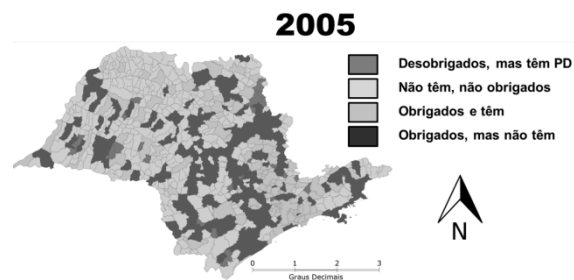 2005
Desobrigados, mas têm PD
Não têm, não obrigados
Obrigados e têm
Obrigados, mas não têm
N
0 1 2 3
Graus Decimais